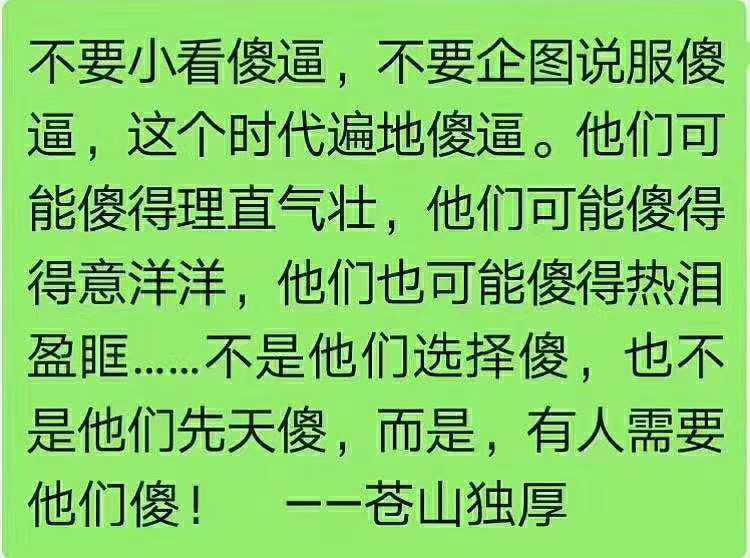 不要小看傻逼，不要企图说服傻
逼，这个时代遍地傻逼。他们可
能傻得理直气壮，他们可能傻得
得意洋洋，他们也可能傻得热泪
盈眶……不是他们选择傻，也不
是他们先天傻，而是，有人需要
他们傻！ ——苍山独厚